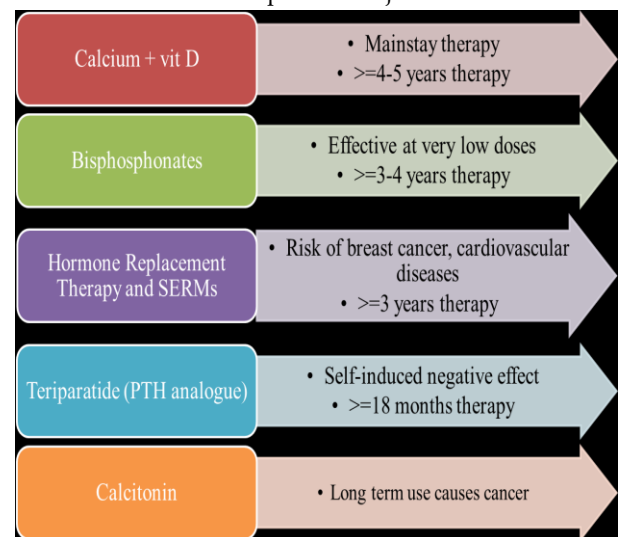 Calcium + vit D
• Mainstay therapy
• >=4-5 years therapy
Bisphosphonates
• Effective at very low doses
• >=3-4 years therapy
Hormone Replacement
Therapy and SERMs
• Risk of breast cancer, cardiovascular
diseases
• >=3 years therapy
Teriparatide (PTH analogue)
• Self-induced negative effect
• >=18 months therapy
Calcitonin
• Long term use causes cancer